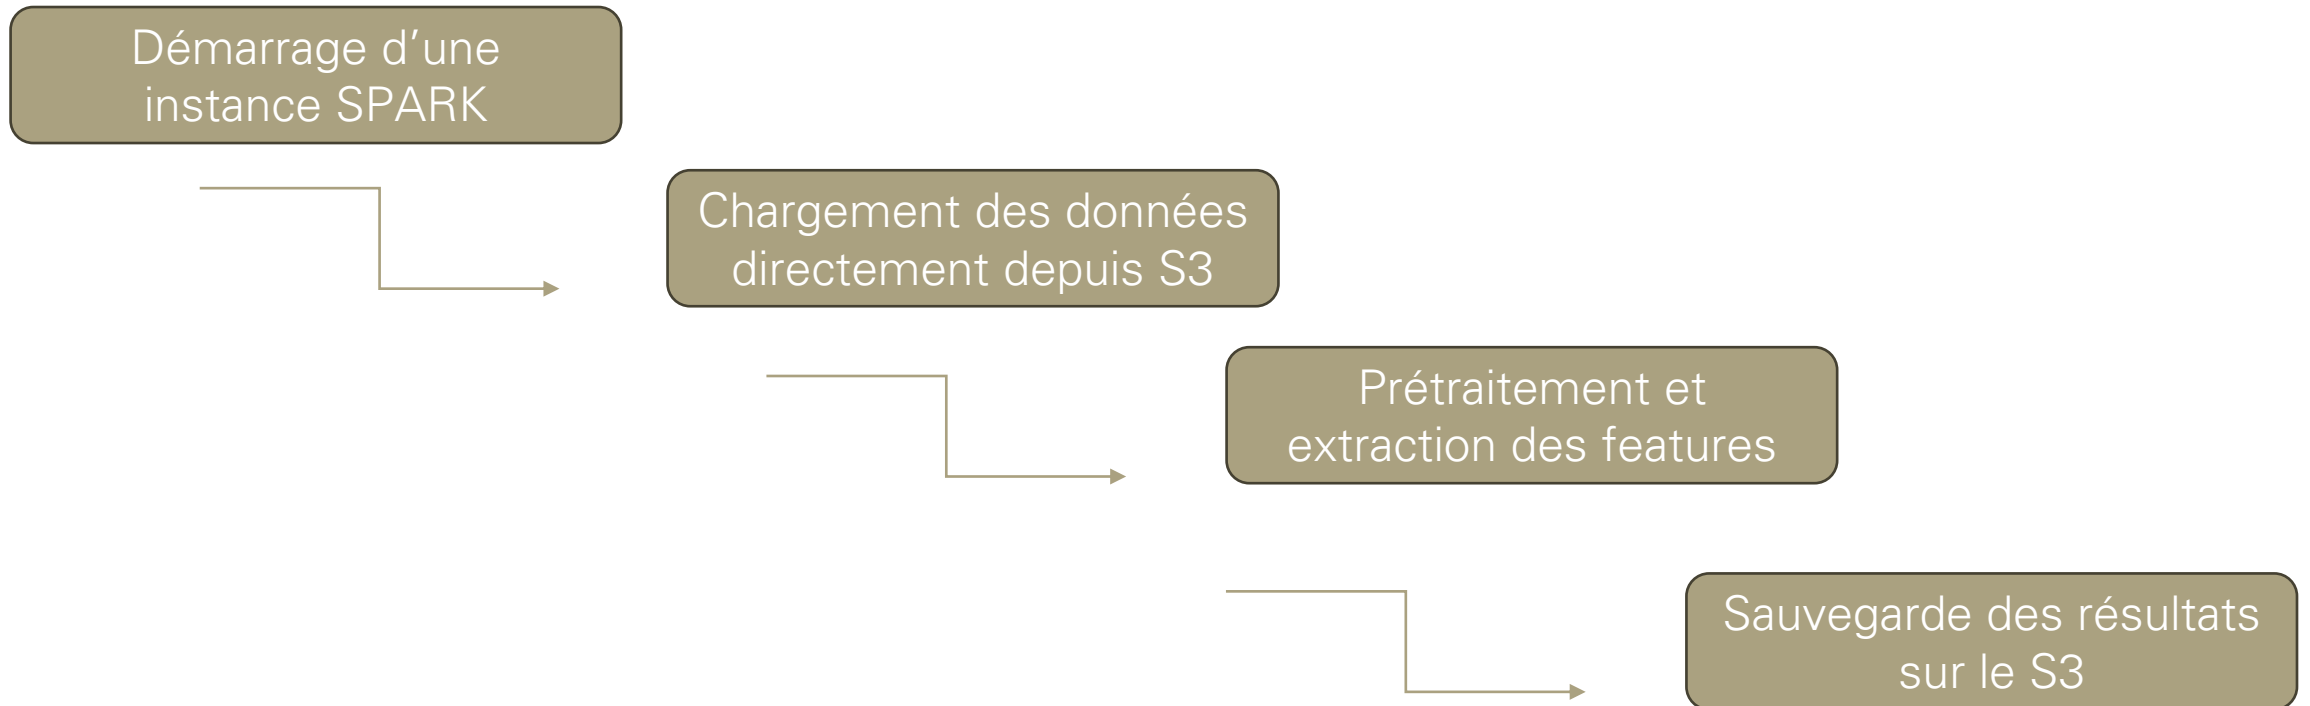 Démarrage d’une
instance SPARK
Chargement des données
directement depuis S3
Prétraitement et
extraction des features
Sauvegarde des résultats
sur le S3